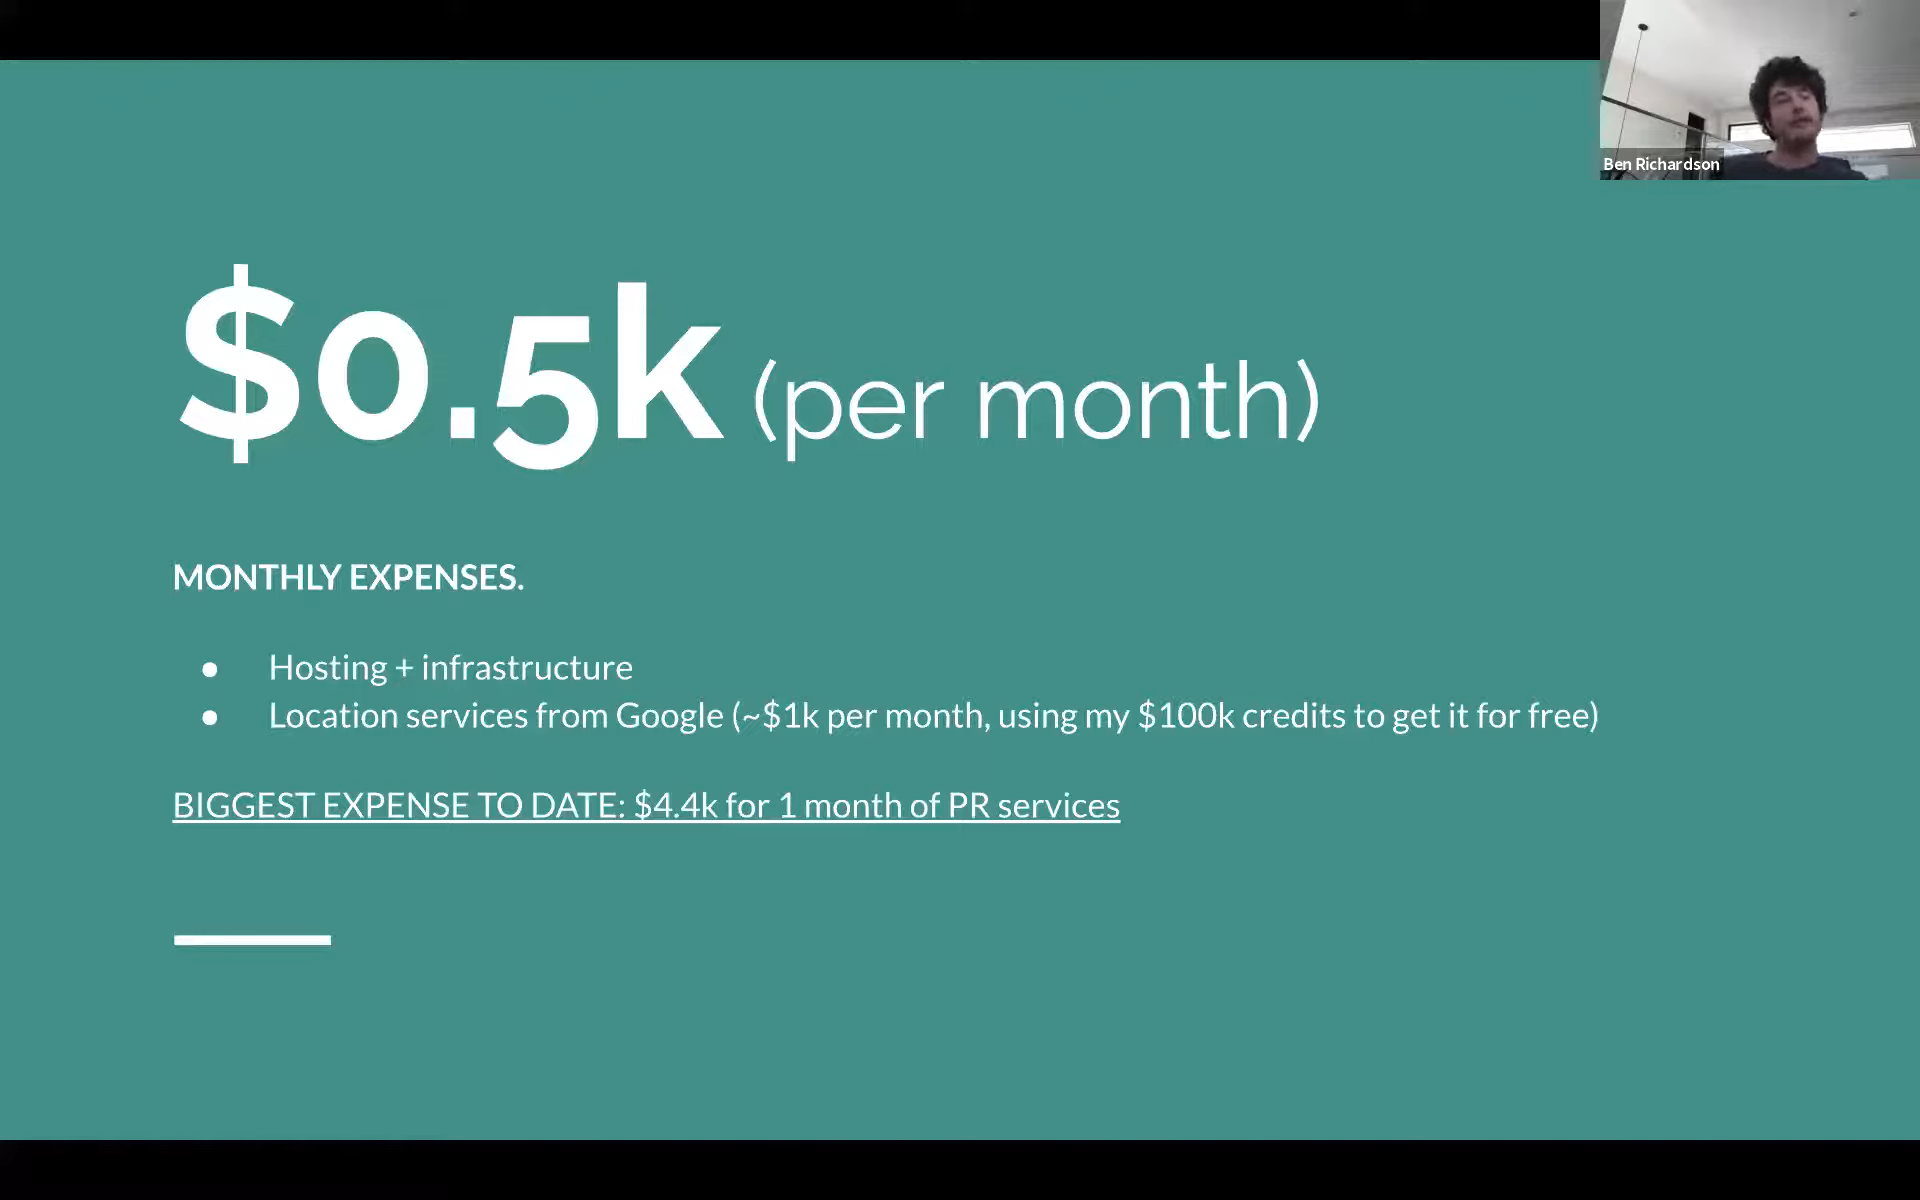 Ben Richardson
$0.5k (per month)
MONTHLY EXPENSES.
● Hosting + infrastructure
● Location services from Google (~$1k per month, using my $100k credits to get it for free)
BIGGEST EXPENSE TO DATE: $4.4k for 1 month of PR services